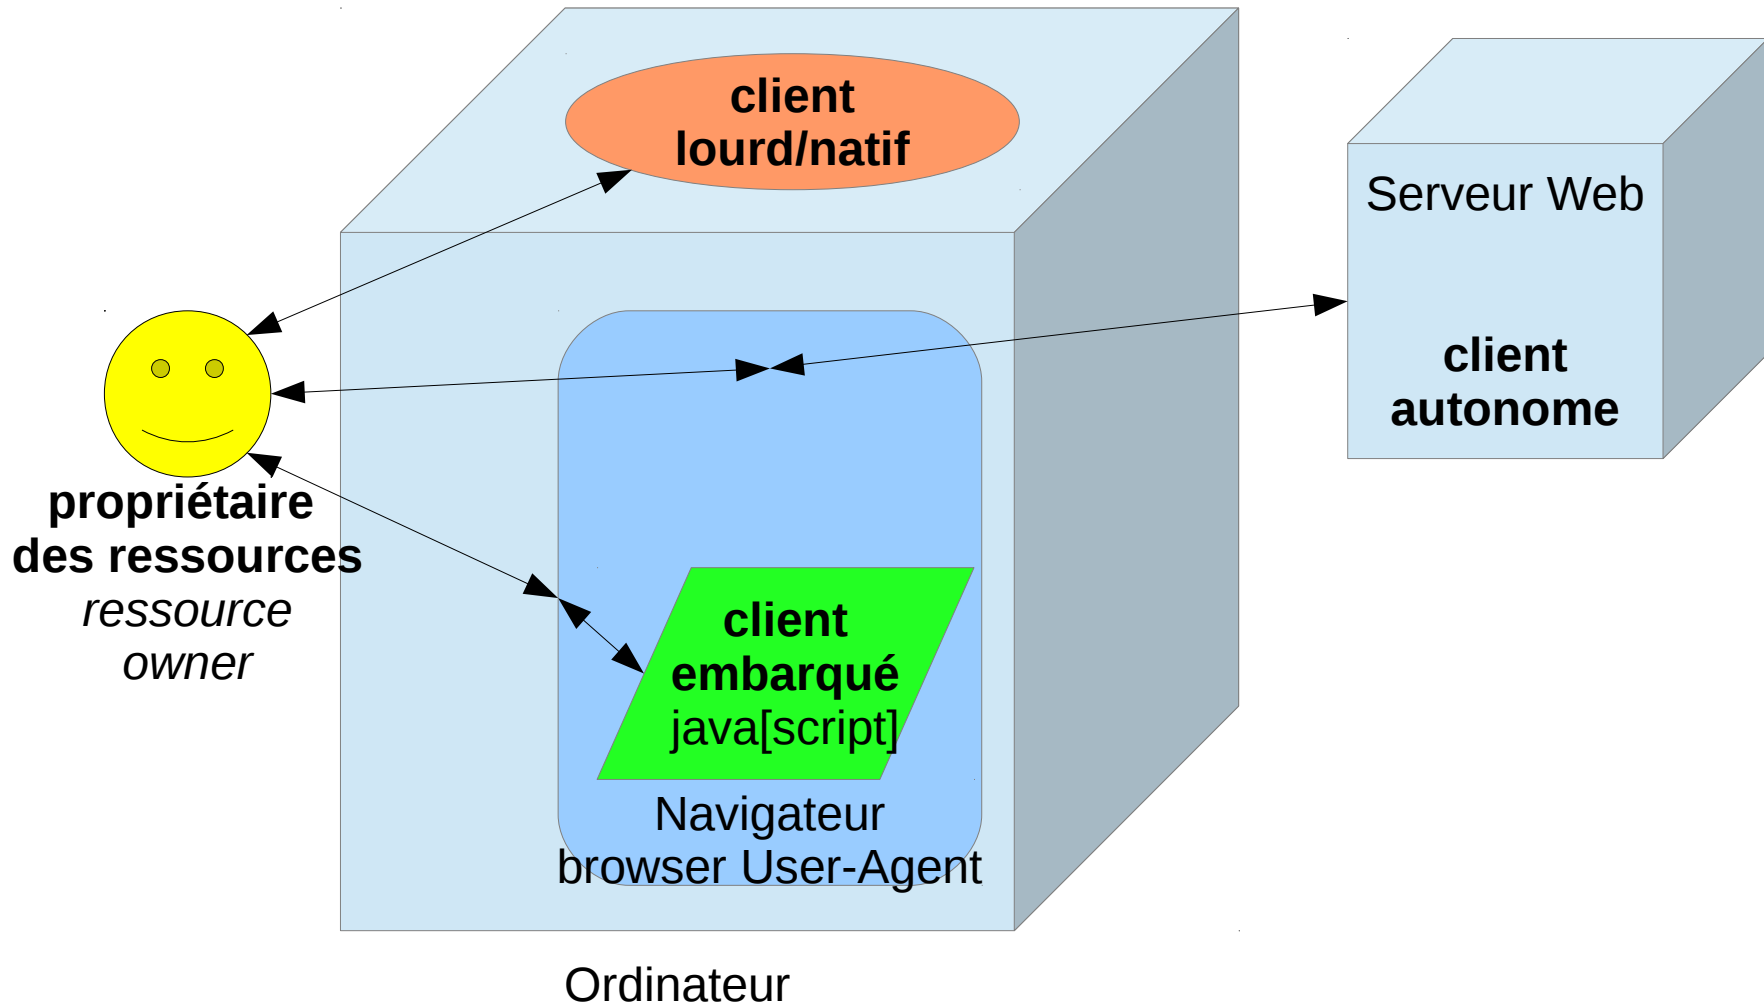 client
lourd/natif
Serveur Web
client
autonome
propriétaire
des ressources
ressource
owner
client
embarqué
java[script]
Navigateur
browser User-Agent
Ordinateur